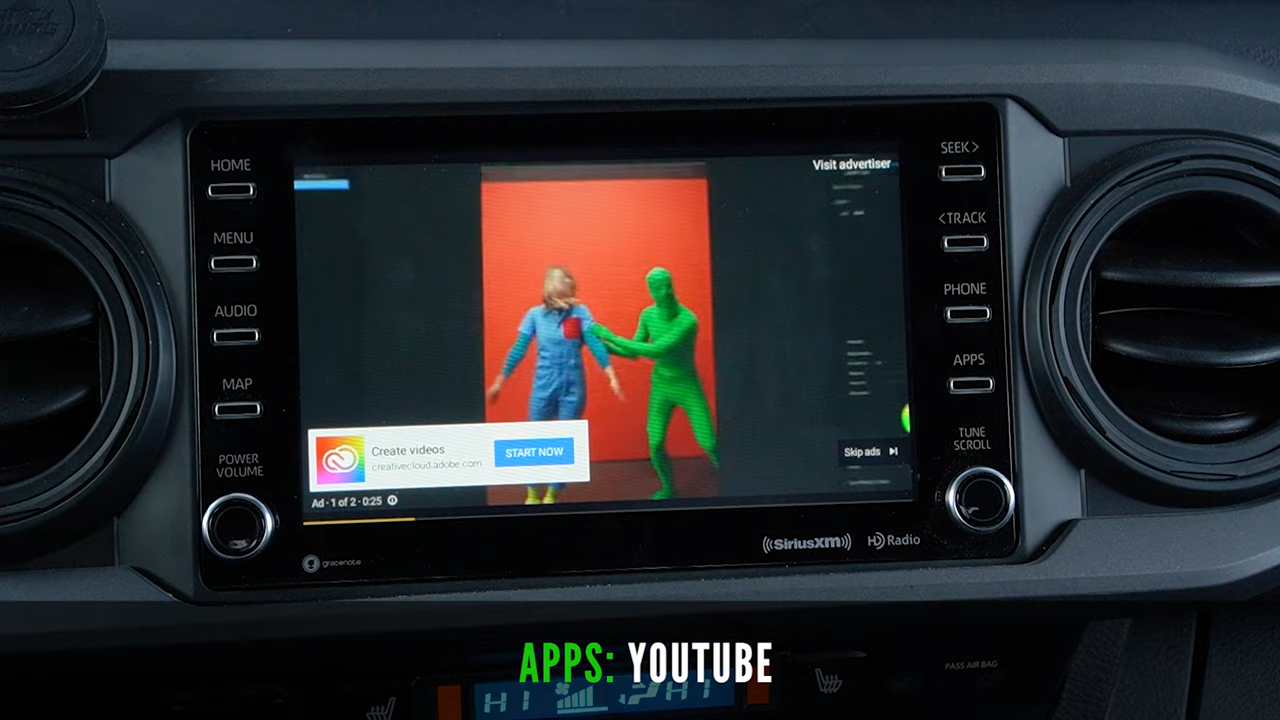 HOME
MENU
AUDIO
MAP
POWER
VOLUME
Visit advertiser
Create videos
creativecloud.adobe.com
START NOW
Skip ads
Ad · 1 of 2 · 0:25
gracenote
SiriusXM
HD Radio
SEEK>
<TRACK
PHONE
APPS
TUNE
SCROLL
APPS: YOUTUBE
PASS AIR BAG
HI
HI